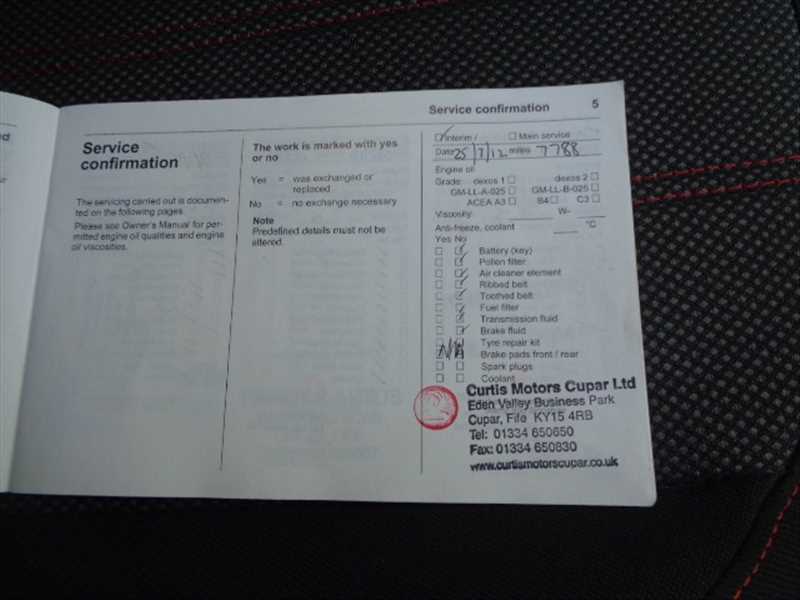 Service confirmation 5
Service
confirmation
The servicing carried out is documen-
ted on the following pages.
Please see Owner's Manual for per-
mitted engine oil qualities and engine
oil viscosities.
The work is marked with yes
or no
Yes = was exchanged or
replaced
No = no exchange necessary
Note
Predefined details must not be
altered.
Interim / Main service
Date 25/7/12 miles 7788
Engine oil
Grade: dexos 1 dexos 2
GM-LL-A-025 GM-LL-B-025
ACEA A3 B4 C3
Viscosity: W–
Anti-freeze, coolant °C
Yes No
Battery (key)
Pollen filter
Air cleaner element
Ribbed belt
Toothed belt
Fuel filter
Transmission fluid
Brake fluid
Tyre repair kit
N/A Brake pads front / rear
Spark plugs
Coolant
Curtis Motors Cupar Ltd
Eden Valley Business Park
Cupar, Fife KY15 4RB
Tel: 01334 650650
Fax: 01334 650830
www.curtismotorscupar.co.uk